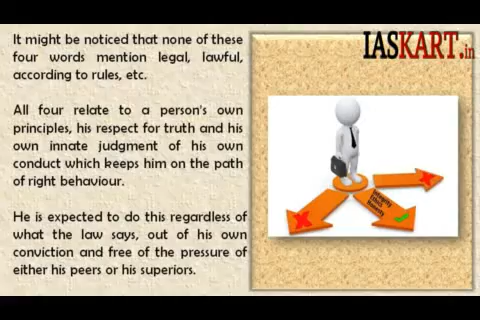 It might be noticed that none of these
four words mention legal, lawful,
according to rules, etc.
All four relate to a person's own
principles, his respect for truth and his
own innate judgment of his own
conduct which keeps him on the path
of right behaviour.
He is expected to do this regardless of
what the law says, out of his own
conviction and free of the pressure of
either his peers or his superiors.
IASKART.in
Integrity
Ethics
Honesty